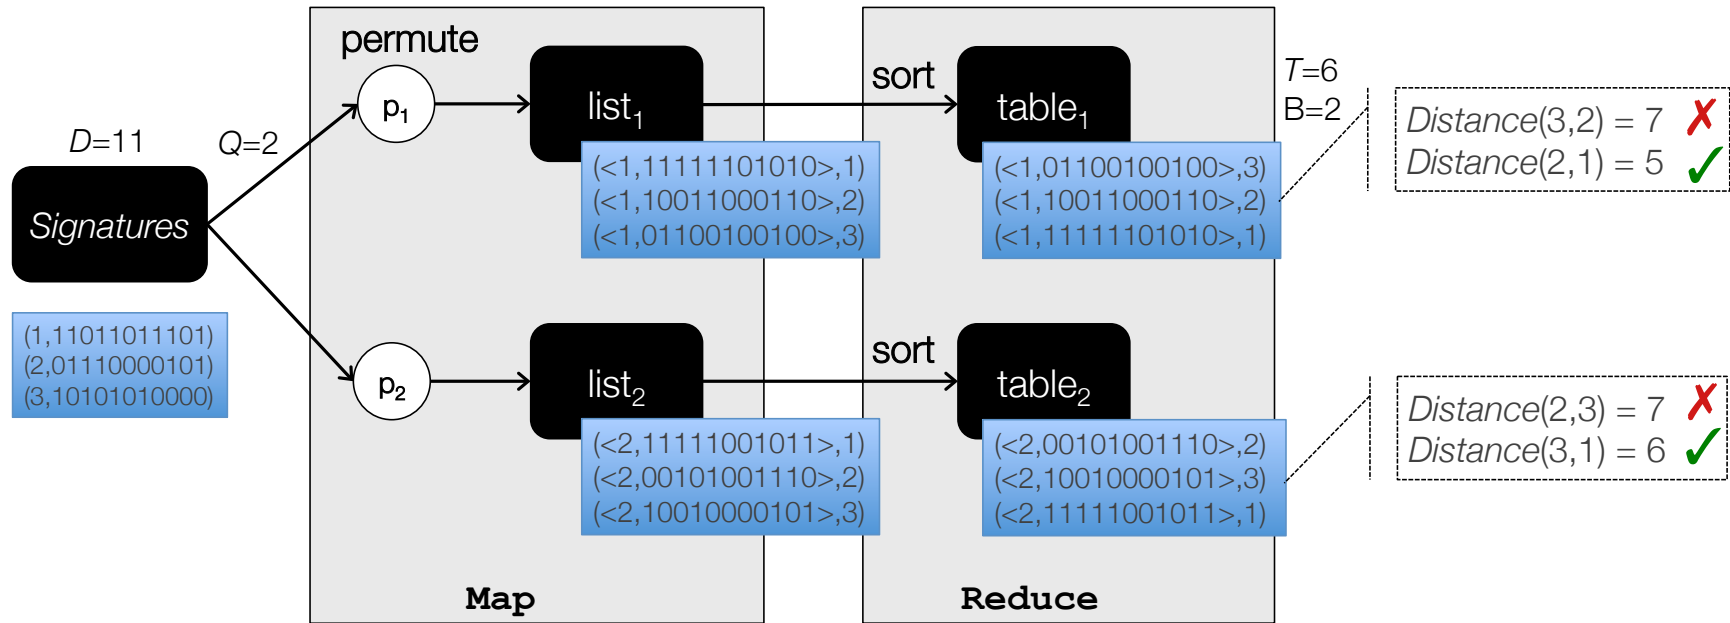 permute
D=11
Q=2
Signatures
(1,11011011101)
(2,01110000101)
(3,10101010000)
p1
list1
(<1,11111101010>,1)
(<1,10011000110>,2)
(<1,01100100100>,3)
sort
table1
(<1,01100100100>,3)
(<1,10011000110>,2)
(<1,11111101010>,1)
T=6
B=2
Distance(3,2) = 7 ✗
Distance(2,1) = 5 ✓
p2
list2
(<2,11111001011>,1)
(<2,00101001110>,2)
(<2,10010000101>,3)
sort
table2
(<2,00101001110>,2)
(<2,10010000101>,3)
(<2,11111001011>,1)
Distance(2,3) = 7 ✗
Distance(3,1) = 6 ✓
Map
Reduce